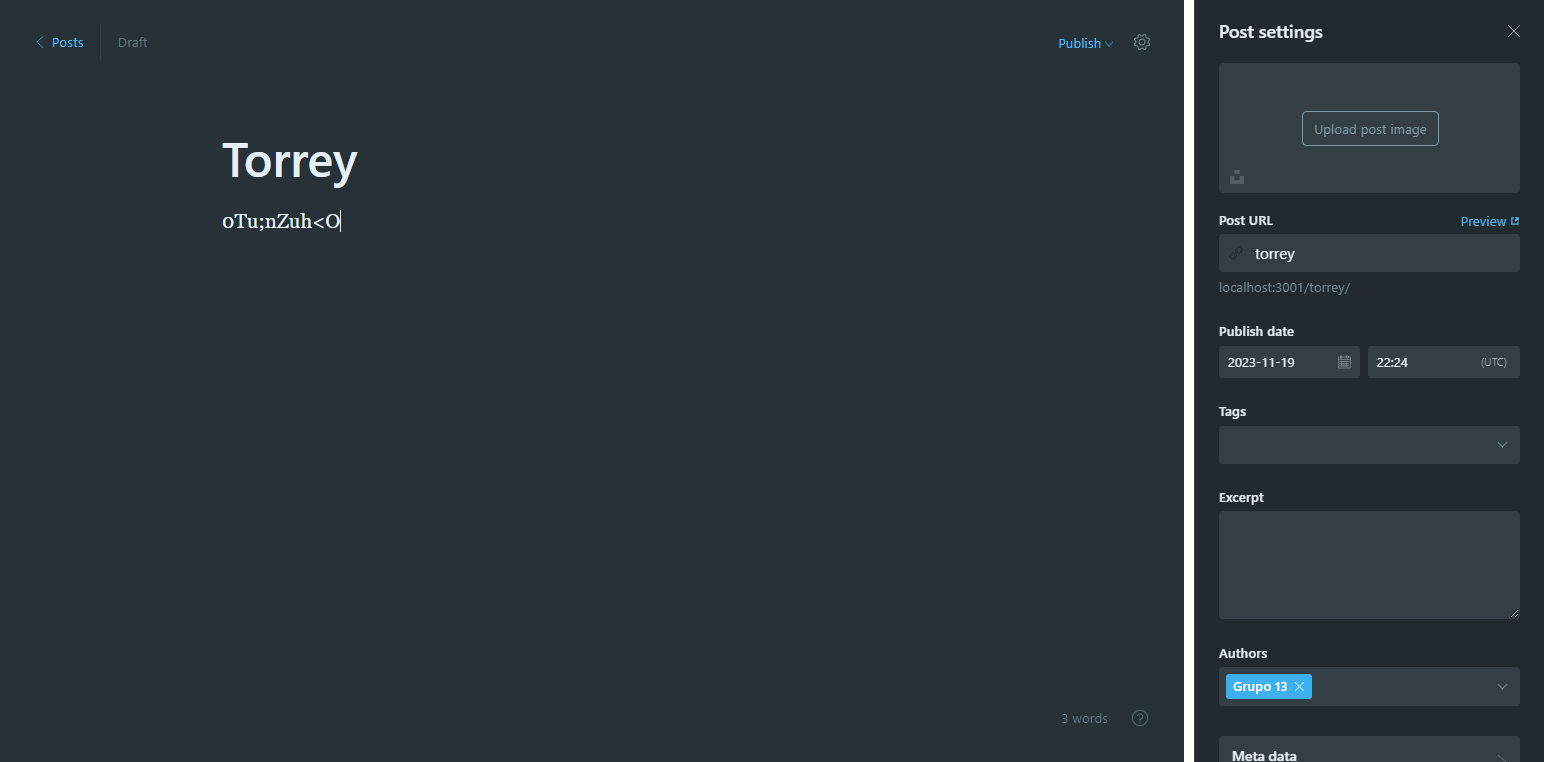 Posts
Draft
Publish
Torrey
oTu;nZuh<O
3 words
Post settings
Upload post image
Post URL
Preview
torrey
localhost:3001/torrey/
Publish date
2023-11-19
22:24
(UTC)
Tags
Excerpt
Authors
Grupo 13
Meta data